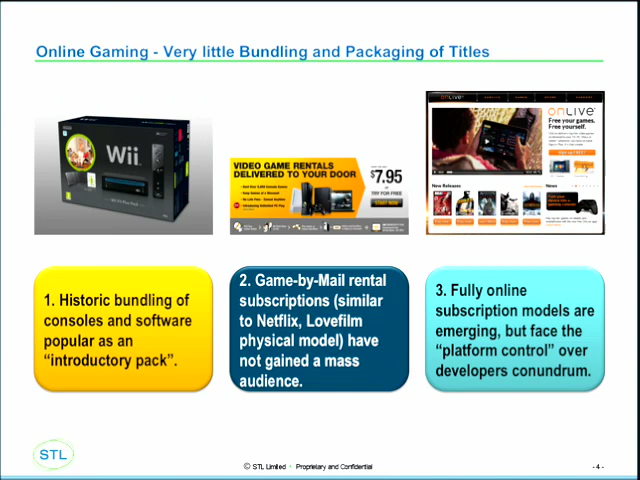 Online Gaming - Very little Bundling and Packaging of Titles
Wii
VIDEO GAME RENTALS
DELIVERED TO YOUR DOOR
$7.95
TRY FOR FREE
START NOW
onLIVE
onLIVE
Free your games.
Free yourself.
New Releases
News
1. Historic bundling of
consoles and software
popular as an
“introductory pack”.
2. Game-by-Mail rental
subscriptions (similar
to Netflix, Lovefilm
physical model) have
not gained a mass
audience.
3. Fully online
subscription models are
emerging, but face the
“platform control” over
developers conundrum.
STL
© STL Limited • Proprietary and Confidential
- 4 -